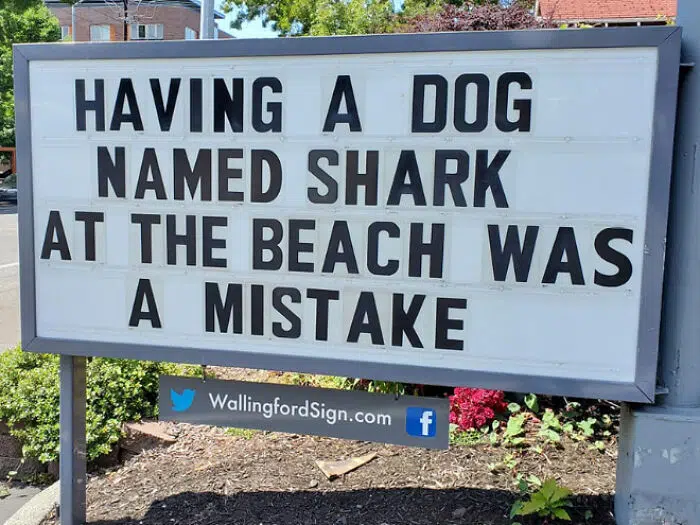 HAVING A DOG
NAMED SHARK
AT THE BEACH WAS
A MISTAKE
WallingfordSign.com f